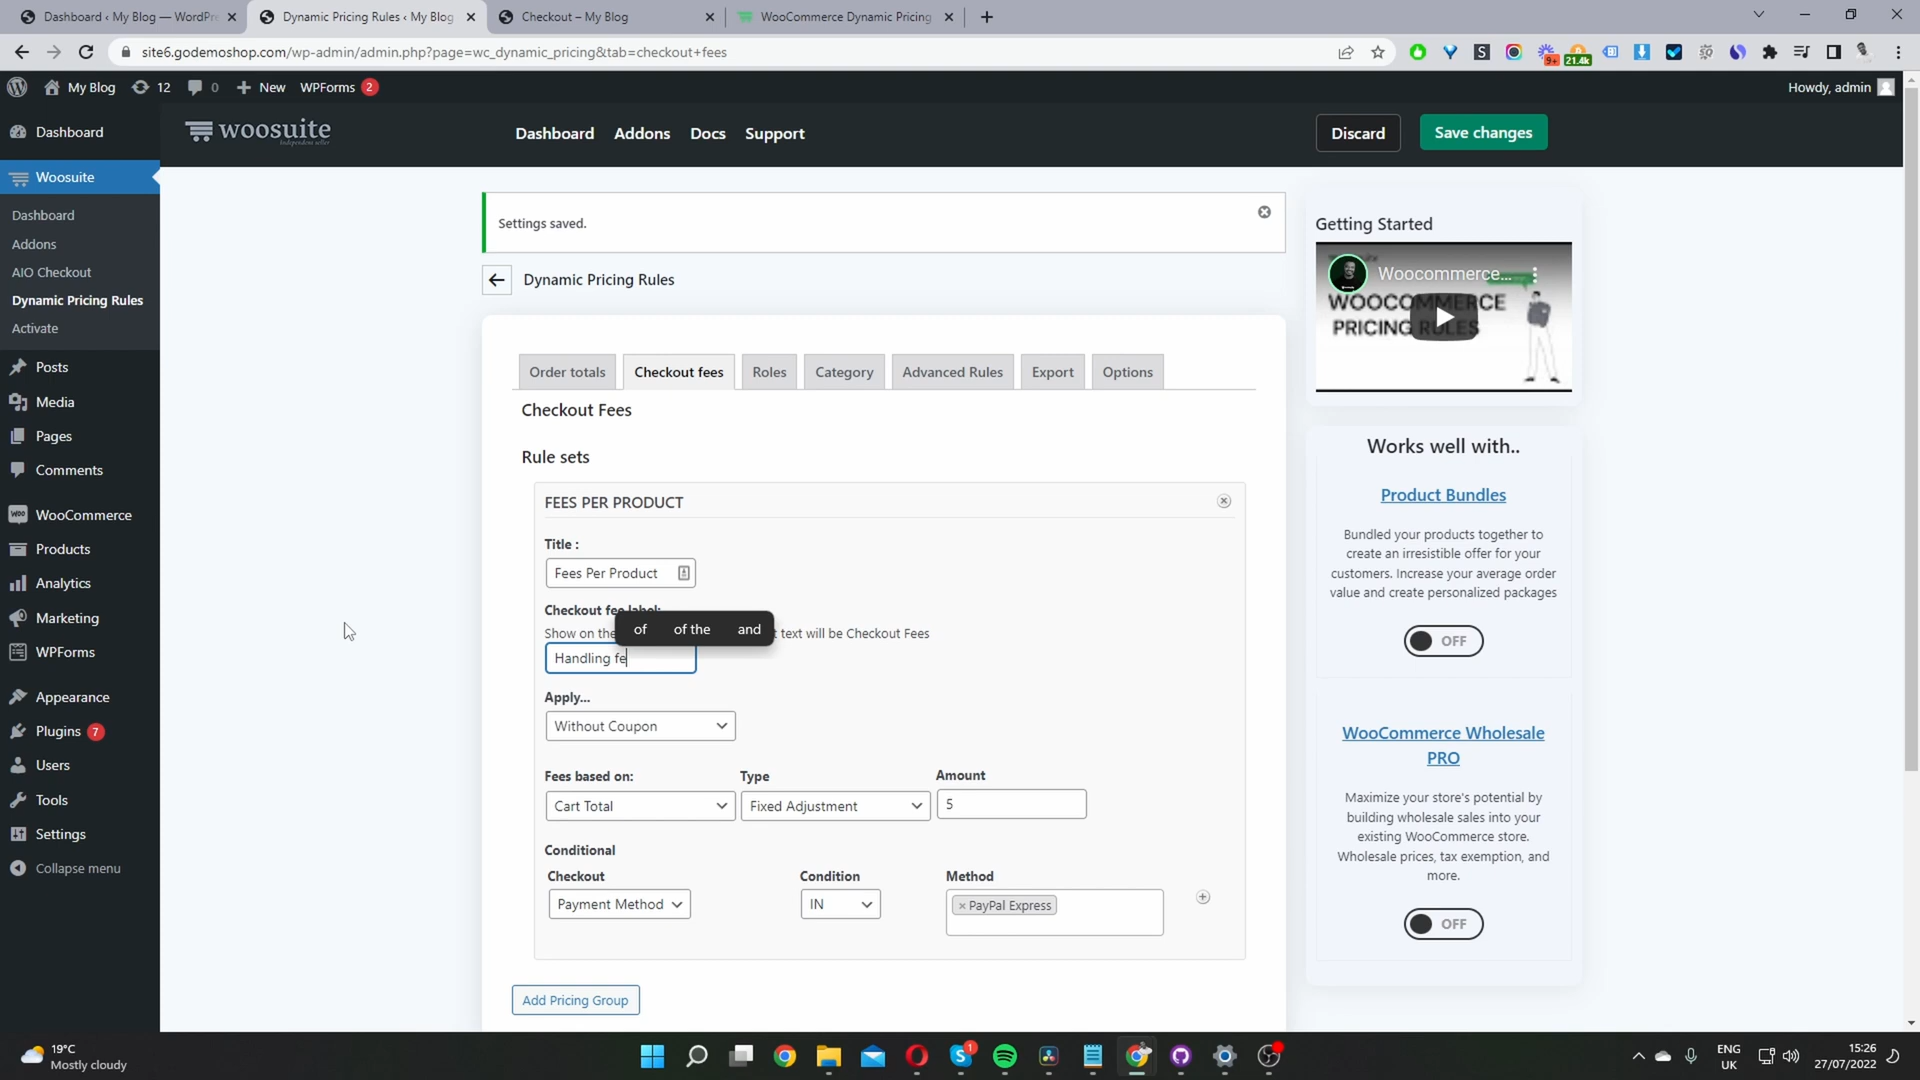 Dashboard ‹ My Blog — WordPr
Dynamic Pricing Rules ‹ My Blog
Checkout – My Blog
WooCommerce Dynamic Pricing
site6.godemoshop.com/wp-admin/admin.php?page=wc_dynamic_pricing&tab=checkout+fees
9+
21.4k
My Blog
12
0
New
WPForms 2
Howdy, admin
Dashboard
woosuite
Independent seller
Dashboard
Addons
Docs
Support
Discard
Save changes
Woosuite
Dashboard
Addons
AIO Checkout
Dynamic Pricing Rules
Activate
Posts
Media
Pages
Comments
WooCommerce
Products
Analytics
Marketing
WPForms
Appearance
Plugins 7
Users
Tools
Settings
Collapse menu
Settings saved.
Dynamic Pricing Rules
Order totals
Checkout fees
Roles
Category
Advanced Rules
Export
Options
Checkout Fees
Rule sets
FEES PER PRODUCT
Title :
Fees Per Product
Checkout fee label:
of of the and
Show on the t text will be Checkout Fees
Handling fe
Apply...
Without Coupon
Fees based on: Type Amount
Cart Total Fixed Adjustment 5
Conditional
Checkout Condition Method
Payment Method IN × PayPal Express
Add Pricing Group
Getting Started
Woocommerce...
WOOCOMMERCE
PRICING RULES
Works well with..
Product Bundles
Bundled your products together to
create an irresistible offer for your
customers. Increase your average order
value and create personalized packages
OFF
WooCommerce Wholesale
PRO
Maximize your store's potential by
building wholesale sales into your
existing WooCommerce store.
Wholesale prices, tax exemption, and
more.
OFF
19°C
Mostly cloudy
1
ENG
UK
15:26
27/07/2022